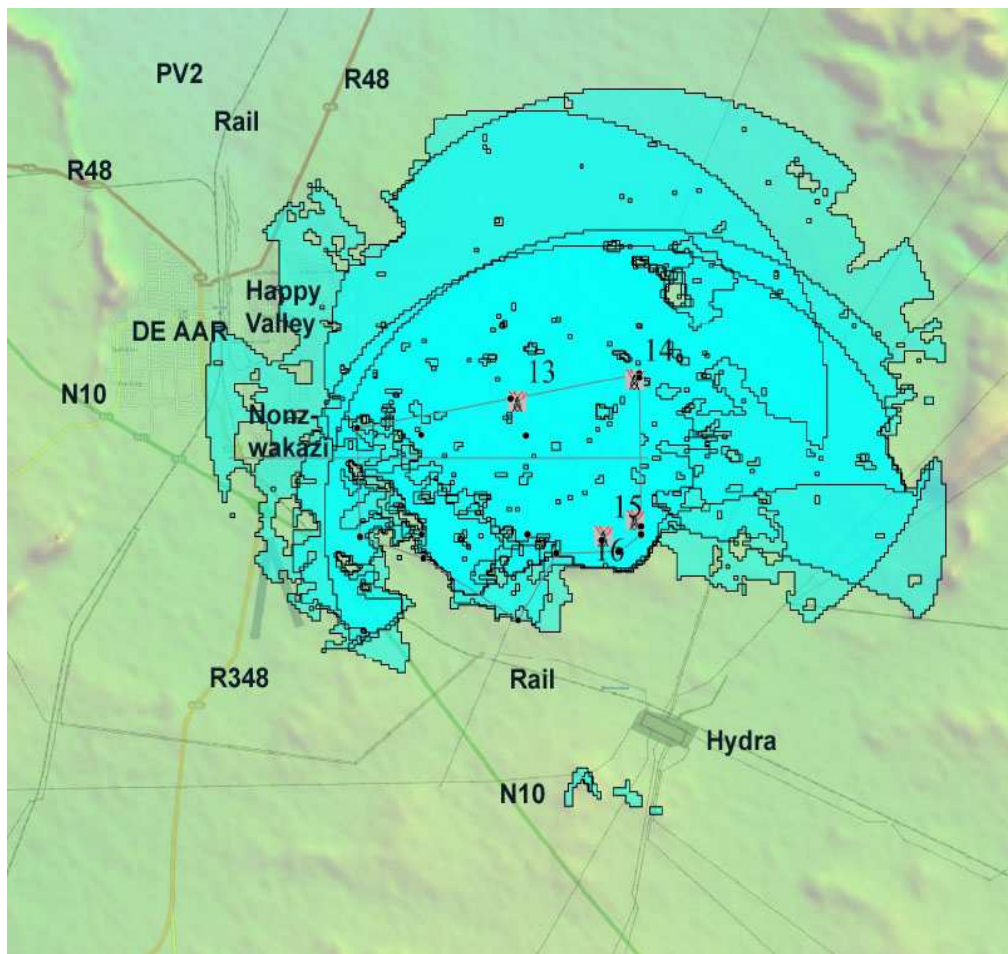 PV2
R48
Rail
R48
Happy
Valley
DE AAR
14
13
N10
Nonz-
wakazi
15
16
R348
Rail
Hydra
N10